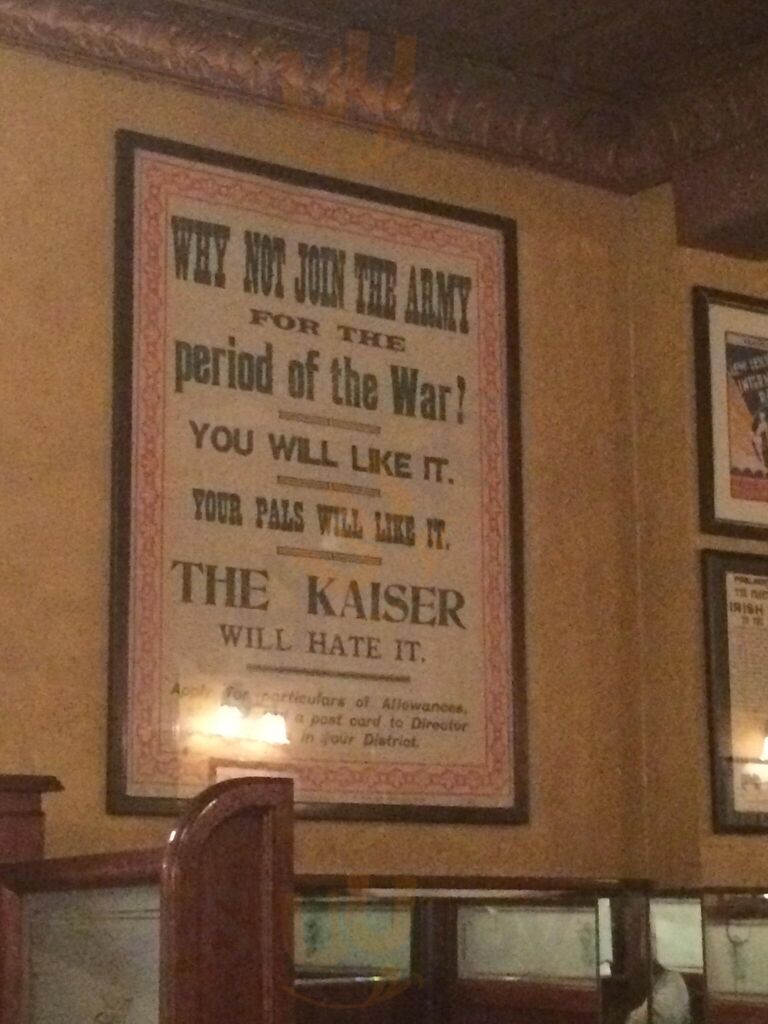 WHY NOT JOIN THE ARMY
FOR THE
period of the War?
YOU WILL LIKE IT.
YOUR PALS WILL LIKE IT.
THE KAISER
WILL HATE IT.
Apply for particulars of Allowances,
a post card to Director
in your District.
IRISH